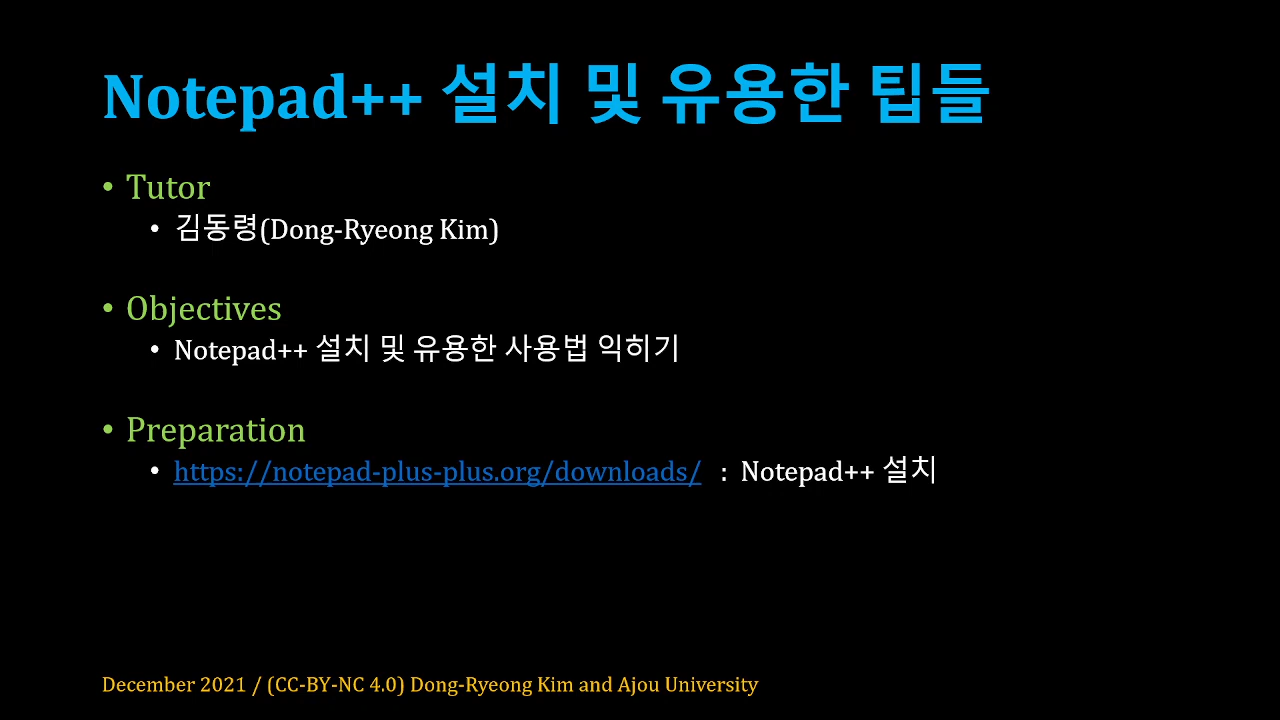 Notepad++ 설치 및 유용한 팁들
• Tutor
• 김동령(Dong-Ryeong Kim)
• Objectives
• Notepad++ 설치 및 유용한 사용법 익히기
• Preparation
• https://notepad-plus-plus.org/downloads/ : Notepad++ 설치
December 2021 / (CC-BY-NC 4.0) Dong-Ryeong Kim and Ajou University